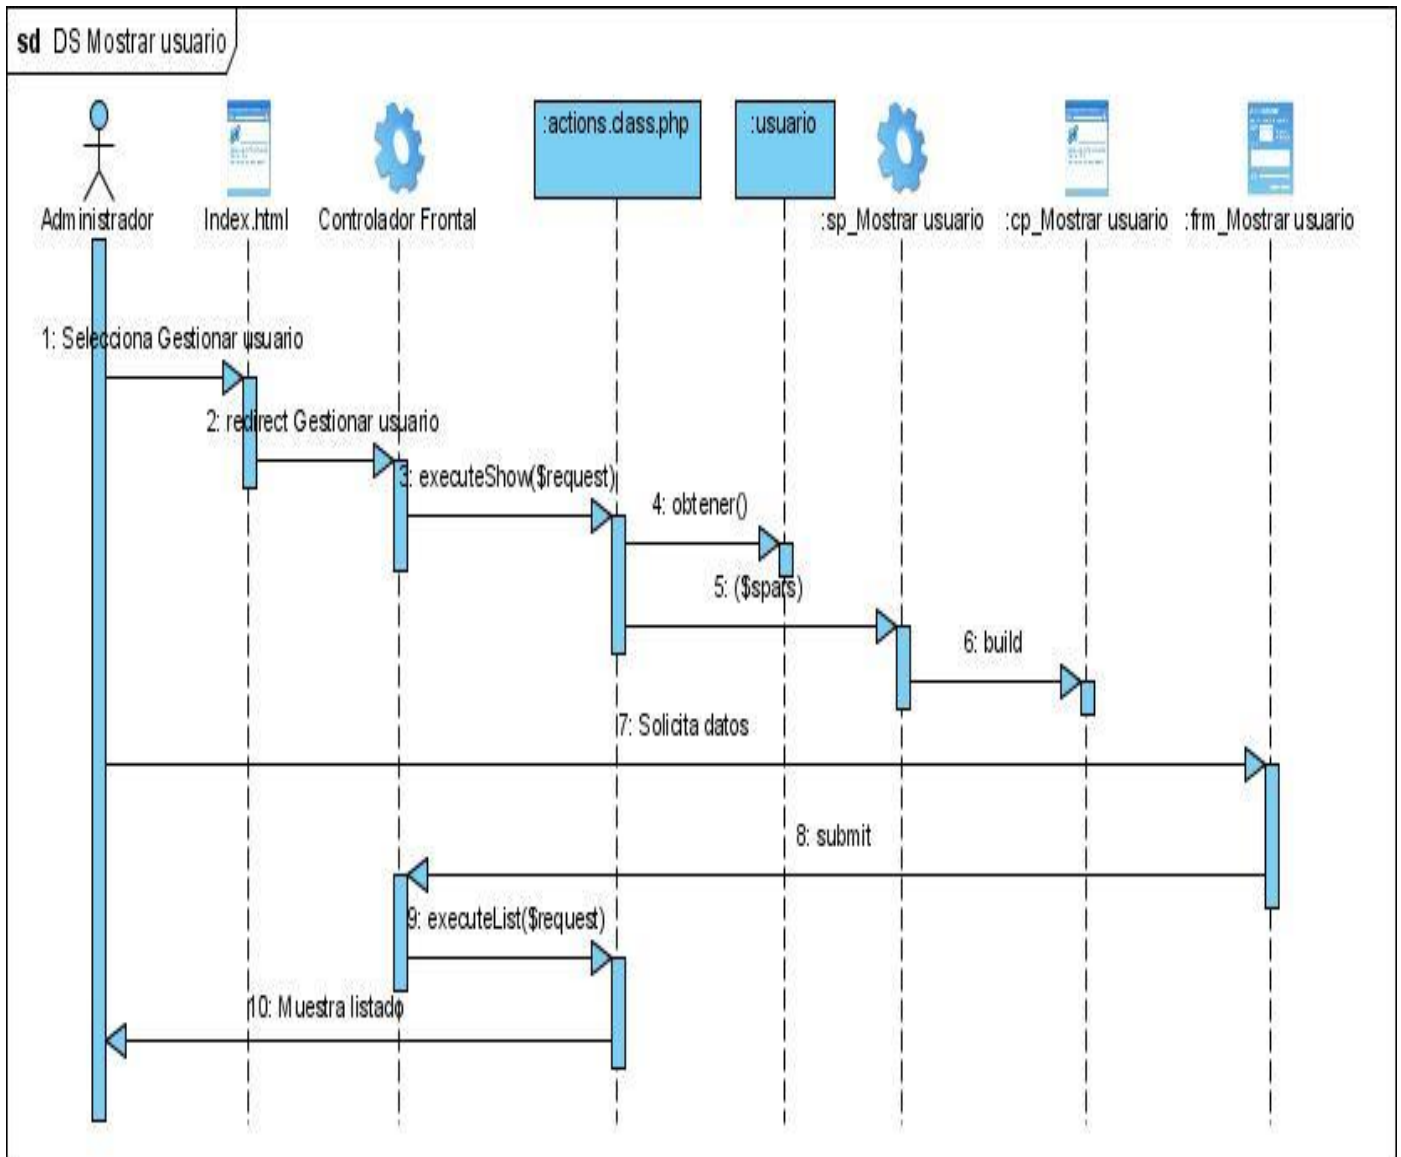 sd DS Mostrar usuario
:actions.class.php
:usuario
Administrador
Index.html
Controlador Frontal
:sp_Mostrar usuario
:cp_Mostrar usuario
:frm_Mostrar usuario
1: Selecciona Gestionar usuario
2: redirect Gestionar usuario
3: executeShow($request)
4: obtener()
5: ($spars)
6: build
7: Solicita datos
8: submit
9: executeList($request)
10: Muestra listado